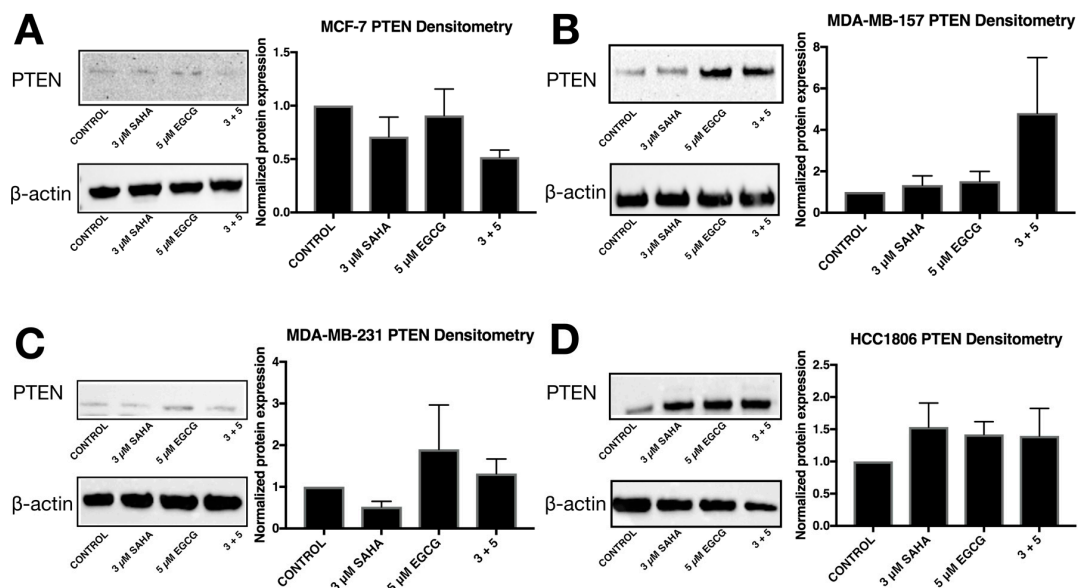 A
MCF-7 PTEN Densitometry
PTEN
CONTROL
3 µM SAHA
5 µM EGCG
3 + 5
β-actin
CONTROL
3 µM SAHA
5 µM EGCG
3 + 5
Normalized protein expression
1.5
1.0
0.5
0.0
CONTROL
3 µM SAHA
5 µM EGCG
3 + 5
B
MDA-MB-157 PTEN Densitometry
PTEN
CONTROL
3 µM SAHA
5 µM EGCG
3 + 5
β-actin
CONTROL
3 µM SAHA
5 µM EGCG
3 + 5
Normalized protein expression
8
6
4
2
0
CONTROL
3 µM SAHA
5 µM EGCG
3 + 5
C
MDA-MB-231 PTEN Densitometry
PTEN
CONTROL
3 µM SAHA
5 µM EGCG
3 + 5
β-actin
CONTROL
3 µM SAHA
5 µM EGCG
3 + 5
Normalized protein expression
4
3
2
1
0
CONTROL
3 µM SAHA
5 µM EGCG
3 + 5
D
HCC1806 PTEN Densitometry
PTEN
CONTROL
3 µM SAHA
5 µM EGCG
3 + 5
β-actin
CONTROL
3 µM SAHA
5 µM EGCG
3 + 5
Normalized protein expression
2.5
2.0
1.5
1.0
0.5
0.0
CONTROL
3 µM SAHA
5 µM EGCG
3 + 5